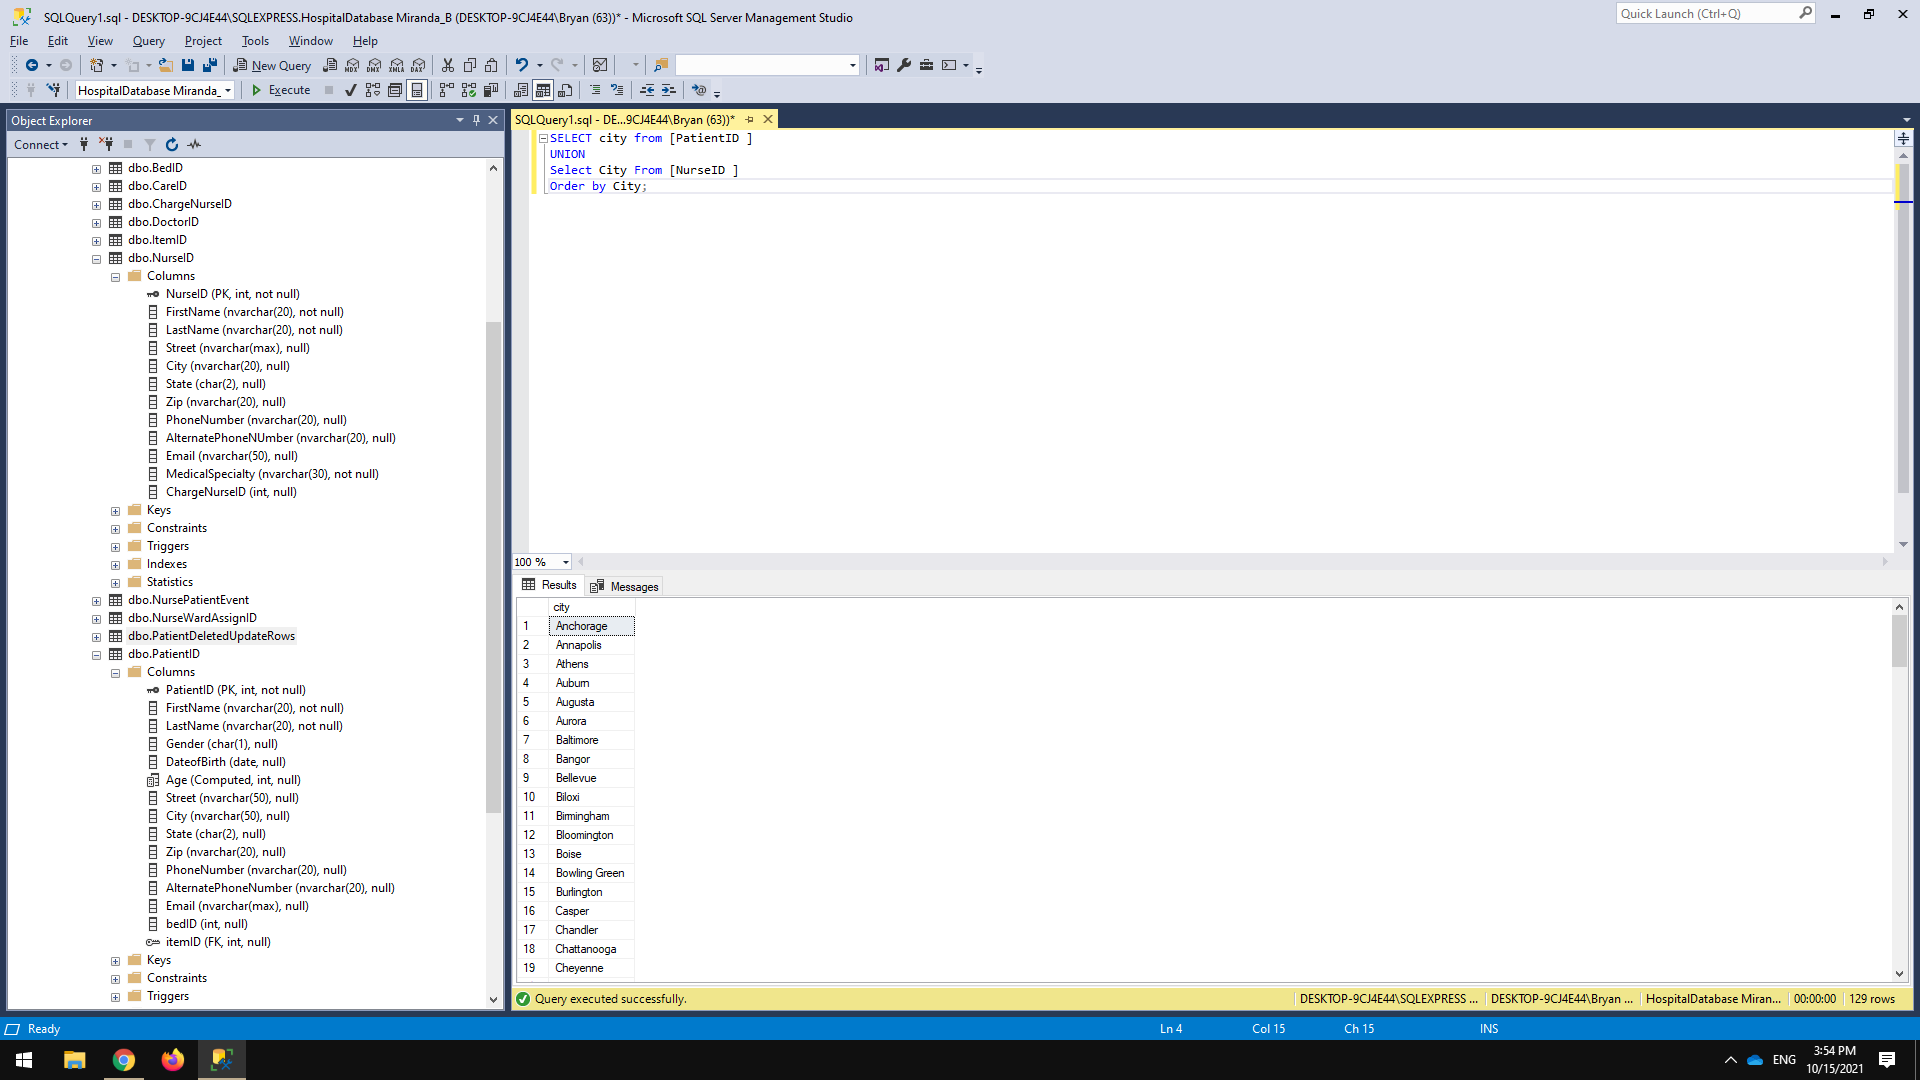 SQLQuery1.sql - DESKTOP-9CJ4E44\SQLEXPRESS.HospitalDatabase Miranda_B (DESKTOP-9CJ4E44\Bryan (63))* - Microsoft SQL Server Management Studio
Quick Launch (Ctrl+Q)
File Edit View Query Project Tools Window Help
New Query
MDX DMX XMLA DAX
HospitalDatabase Miranda_
Execute
Object Explorer
Connect
dbo.BedID
dbo.CareID
dbo.ChargeNurseID
dbo.DoctorID
dbo.ItemID
dbo.NurseID
Columns
NurseID (PK, int, not null)
FirstName (nvarchar(20), not null)
LastName (nvarchar(20), not null)
Street (nvarchar(max), null)
City (nvarchar(20), null)
State (char(2), null)
Zip (nvarchar(20), null)
PhoneNumber (nvarchar(20), null)
AlternatePhoneNUmber (nvarchar(20), null)
Email (nvarchar(50), null)
MedicalSpecialty (nvarchar(30), not null)
ChargeNurseID (int, null)
Keys
Constraints
Triggers
Indexes
Statistics
dbo.NursePatientEvent
dbo.NurseWardAssignID
dbo.PatientDeletedUpdateRows
dbo.PatientID
Columns
PatientID (PK, int, not null)
FirstName (nvarchar(20), not null)
LastName (nvarchar(20), not null)
Gender (char(1), null)
DateofBirth (date, null)
Age (Computed, int, null)
Street (nvarchar(50), null)
City (nvarchar(50), null)
State (char(2), null)
Zip (nvarchar(20), null)
PhoneNumber (nvarchar(20), null)
AlternatePhoneNumber (nvarchar(20), null)
Email (nvarchar(max), null)
bedID (int, null)
itemID (FK, int, null)
Keys
Constraints
Triggers
SQLQuery1.sql - DE...9CJ4E44\Bryan (63))*
SELECT city from [PatientID ]
UNION
Select City From [NurseID ]
Order by City;
100 %
Results Messages
city
1 Anchorage
2 Annapolis
3 Athens
4 Auburn
5 Augusta
6 Aurora
7 Baltimore
8 Bangor
9 Bellevue
10 Biloxi
11 Birmingham
12 Bloomington
13 Boise
14 Bowling Green
15 Burlington
16 Casper
17 Chandler
18 Chattanooga
19 Cheyenne
Query executed successfully.
DESKTOP-9CJ4E44\SQLEXPRESS ... DESKTOP-9CJ4E44\Bryan ... HospitalDatabase Miran... 00:00:00 129 rows
Ready
Ln 4 Col 15 Ch 15 INS
ENG
3:54 PM
10/15/2021